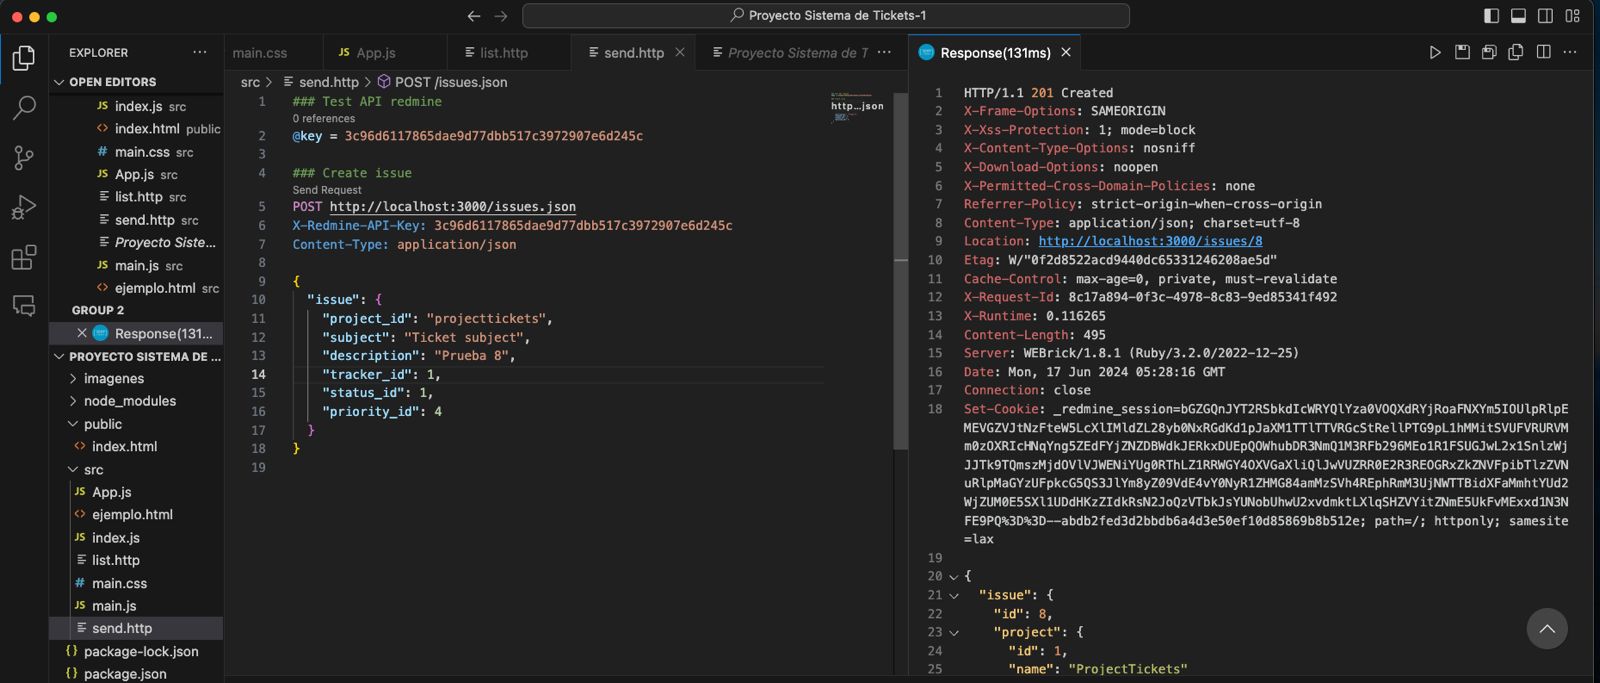 Proyecto Sistema de Tickets-1
EXPLORER
OPEN EDITORS
JS index.js src
<> index.html public
# main.css src
JS App.js src
list.http src
send.http src
Proyecto Siste...
JS main.js src
<> ejemplo.html src
GROUP 2
Response(131...
PROYECTO SISTEMA DE ...
imagenes
node_modules
public
<> index.html
src
JS App.js
<> ejemplo.html
JS index.js
list.http
# main.css
JS main.js
send.http
{} package-lock.json
{} package.json
main.css
JS App.js
list.http
send.http
Proyecto Sistema de T
src > send.http > POST /issues.json
1 ### Test API redmine
0 references
2 @key = 3c96d6117865dae9d77dbb517c3972907e6d245c
3
4 ### Create issue
Send Request
5 POST http://localhost:3000/issues.json
6 X-Redmine-API-Key: 3c96d6117865dae9d77dbb517c3972907e6d245c
7 Content-Type: application/json
8
9 {
10 "issue": {
11 "project_id": "projecttickets",
12 "subject": "Ticket subject",
13 "description": "Prueba 8",
14 "tracker_id": 1,
15 "status_id": 1,
16 "priority_id": 4
17 }
18 }
19
http...json
Response(131ms)
1 HTTP/1.1 201 Created
2 X-Frame-Options: SAMEORIGIN
3 X-Xss-Protection: 1; mode=block
4 X-Content-Type-Options: nosniff
5 X-Download-Options: noopen
6 X-Permitted-Cross-Domain-Policies: none
7 Referrer-Policy: strict-origin-when-cross-origin
8 Content-Type: application/json; charset=utf-8
9 Location: http://localhost:3000/issues/8
10 Etag: W/"0f2d8522acd9440dc65331246208ae5d"
11 Cache-Control: max-age=0, private, must-revalidate
12 X-Request-Id: 8c17a894-0f3c-4978-8c83-9ed85341f492
13 X-Runtime: 0.116265
14 Content-Length: 495
15 Server: WEBrick/1.8.1 (Ruby/3.2.0/2022-12-25)
16 Date: Mon, 17 Jun 2024 05:28:16 GMT
17 Connection: close
18 Set-Cookie: _redmine_session=bGZGQnJYT2RSbkdIcWRYQlYza0VOQXdRYjRoaFNXYm5IOUlpRlpE
MEVGZVJtNzFteW5LcXlIMldZL28yb0NxRGdKd1pJaXM1TTlTTVRGcStRellPTG9pL1hMMitSVUFVRURVM
m0zOXRIcHNqYng5ZEdFYjZNZDBWdkJERkxDUEpQOWhubDR3NmQ1M3RFb296MEo1R1FSUGJwL2x1SnlzWj
JJTk9TQmszMjdOVlVJWENiYUg0RThLZ1RRWGY4OXVGaXliQlJwVUZRR0E2R3REOGRxZkZNVFpibTlzZVN
uRlpMaGYzUFpkcG5QS3JlYm8yZ09VdE4vY0NyR1ZHMG84amMzSVh4REphRmM3UjNWTTBidXFaMmhtYUd2
WjZUM0E5SXl1UDdHKzZIdkRsN2JoQzVTbkJsYUNobUhwU2xvdmktLXlqSHZVYitZNmE5UkFvMExxd1N3N
FE9PQ%3D%3D--abdb2fed3d2bbdb6a4d3e50ef10d85869b8b512e; path=/; httponly; samesite
=lax
19
20 {
21 "issue": {
22 "id": 8,
23 "project": {
24 "id": 1,
25 "name": "ProjectTickets"